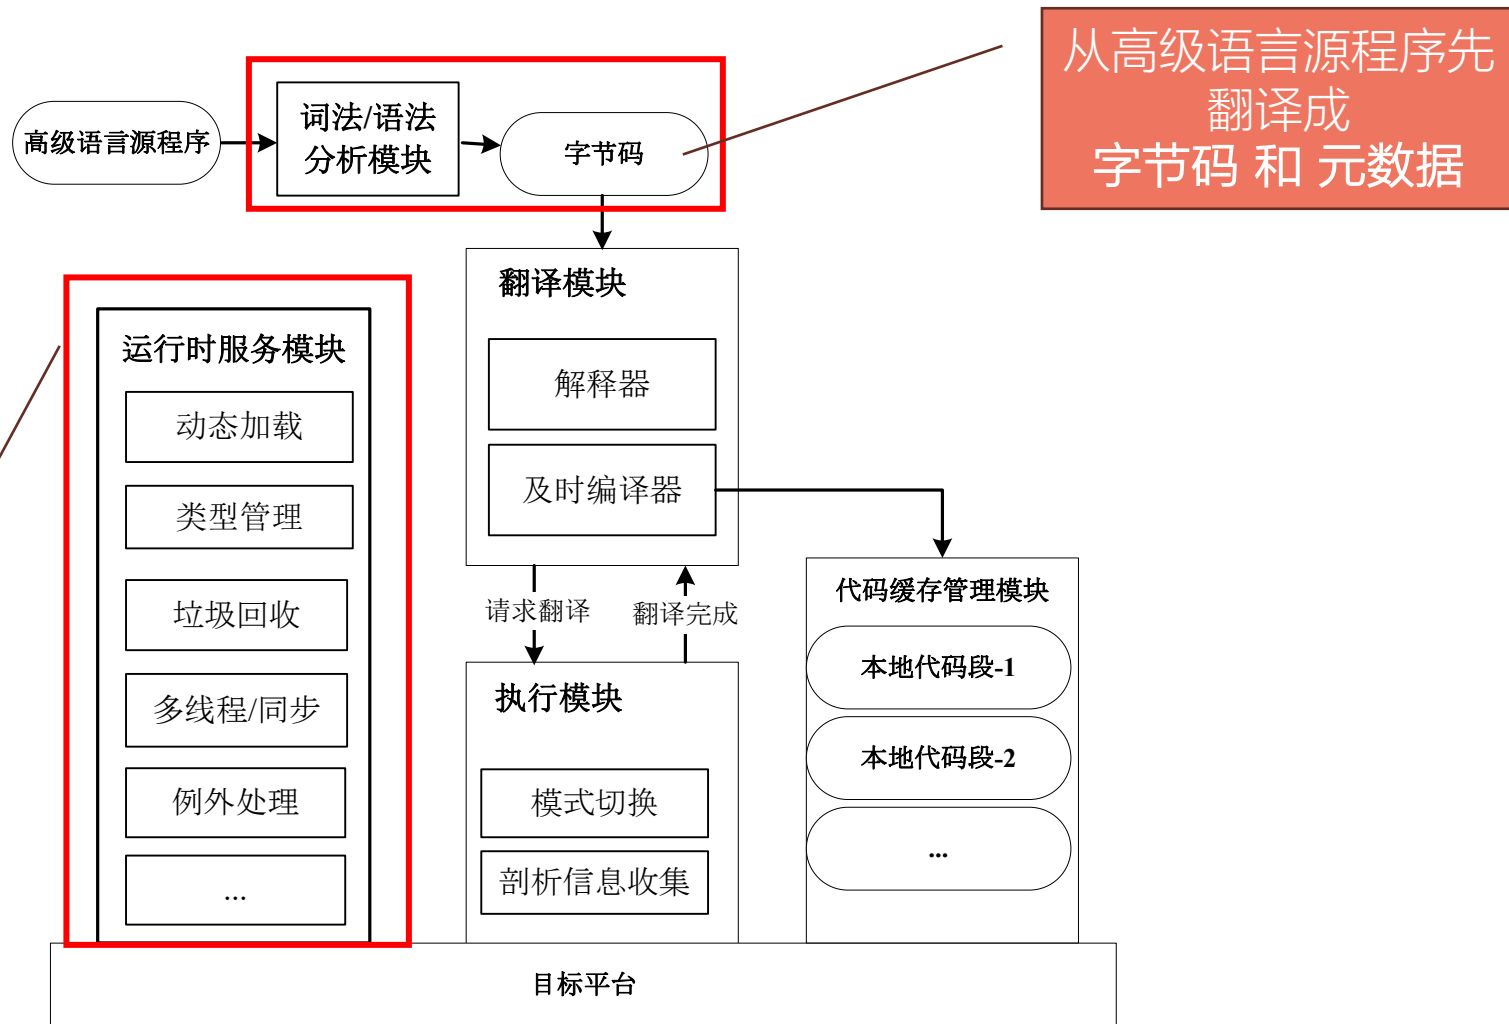 从高级语言源程序先
翻译成
字节码 和 元数据
高级语言源程序
词法/语法
分析模块
字节码
翻译模块
解释器
及时编译器
运行时服务模块
动态加载
类型管理
垃圾回收
多线程/同步
例外处理
...
请求翻译
翻译完成
执行模块
模式切换
剖析信息收集
代码缓存管理模块
本地代码段-1
本地代码段-2
...
目标平台